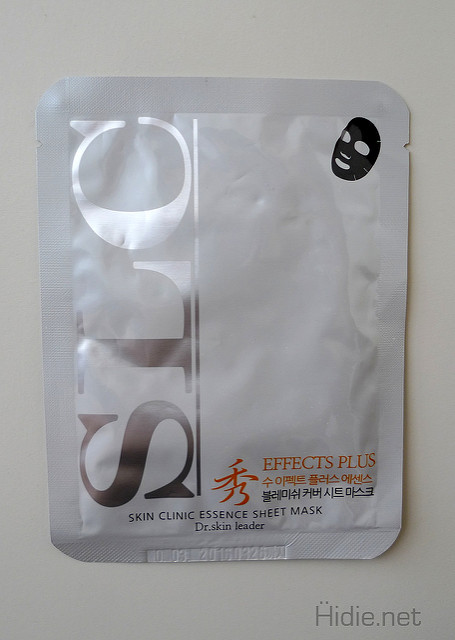 SLC
秀
EFFECTS PLUS
수 이펙트 플러스 에센스
블레미쉬 커버 시트 마스크
SKIN CLINIC ESSENCE SHEET MASK
Dr.skin leader
Hidie.net